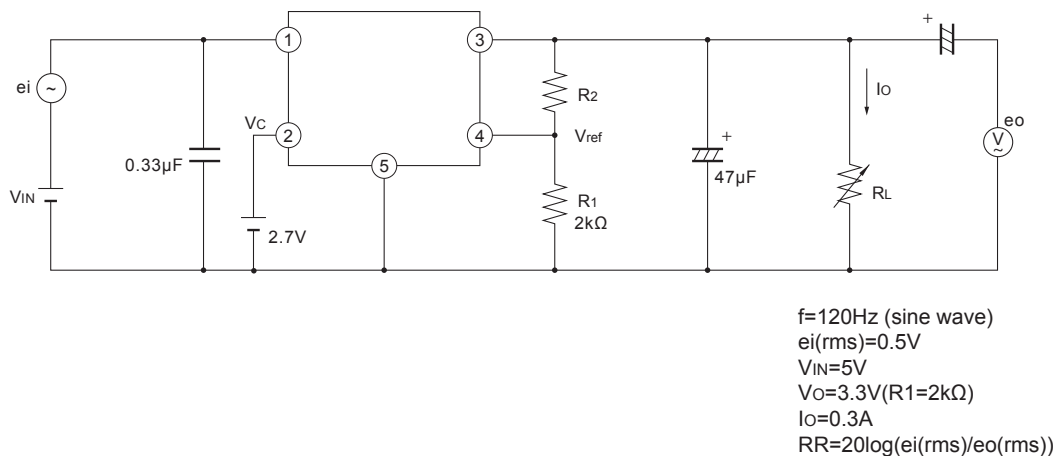 +
1
3
ei
~
R2
IO
eo
VC
2
4
Vref
+
V
~
0.33µF
5
47µF
RL
VIN
R1
2kΩ
2.7V
f=120Hz (sine wave)
ei(rms)=0.5V
VIN=5V
VO=3.3V(R1=2kΩ)
IO=0.3A
RR=20log(ei(rms)/eo(rms))